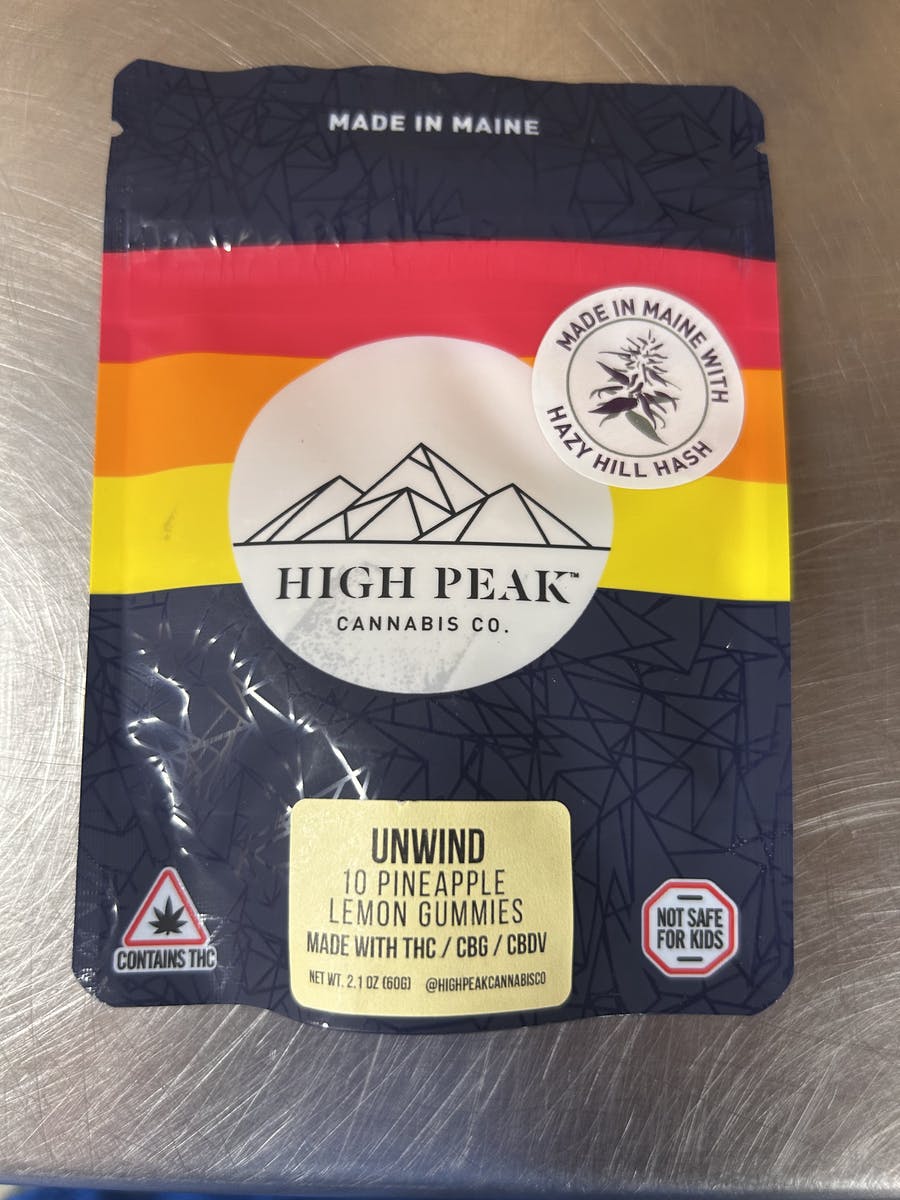 MADE IN MAINE
MADE IN MAINE WITH
HAZY HILL HASH
HIGH PEAK™
CANNABIS CO.
UNWIND
10 PINEAPPLE
LEMON GUMMIES
MADE WITH THC / CBG / CBDV
NET WT. 2.1 OZ (60G) @HIGHPEAKCANNABISCO
CONTAINS THC
NOT SAFE
FOR KIDS